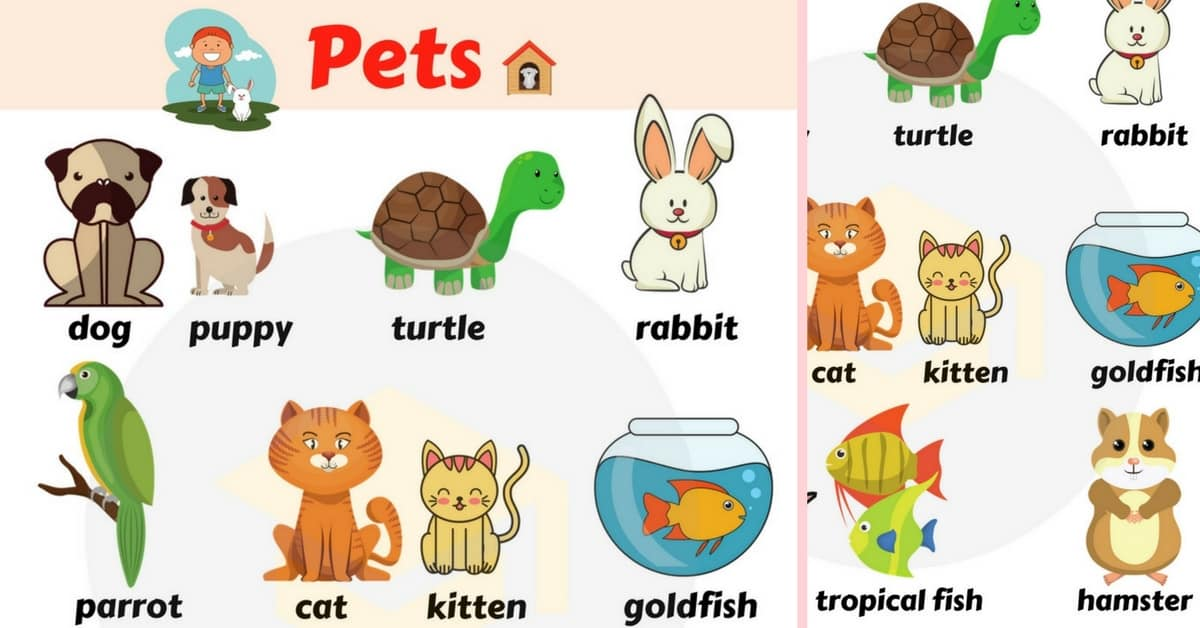 Pets
dog puppy turtle rabbit
parrot cat kitten goldfish
turtle rabbit
cat kitten goldfish
tropical fish hamster